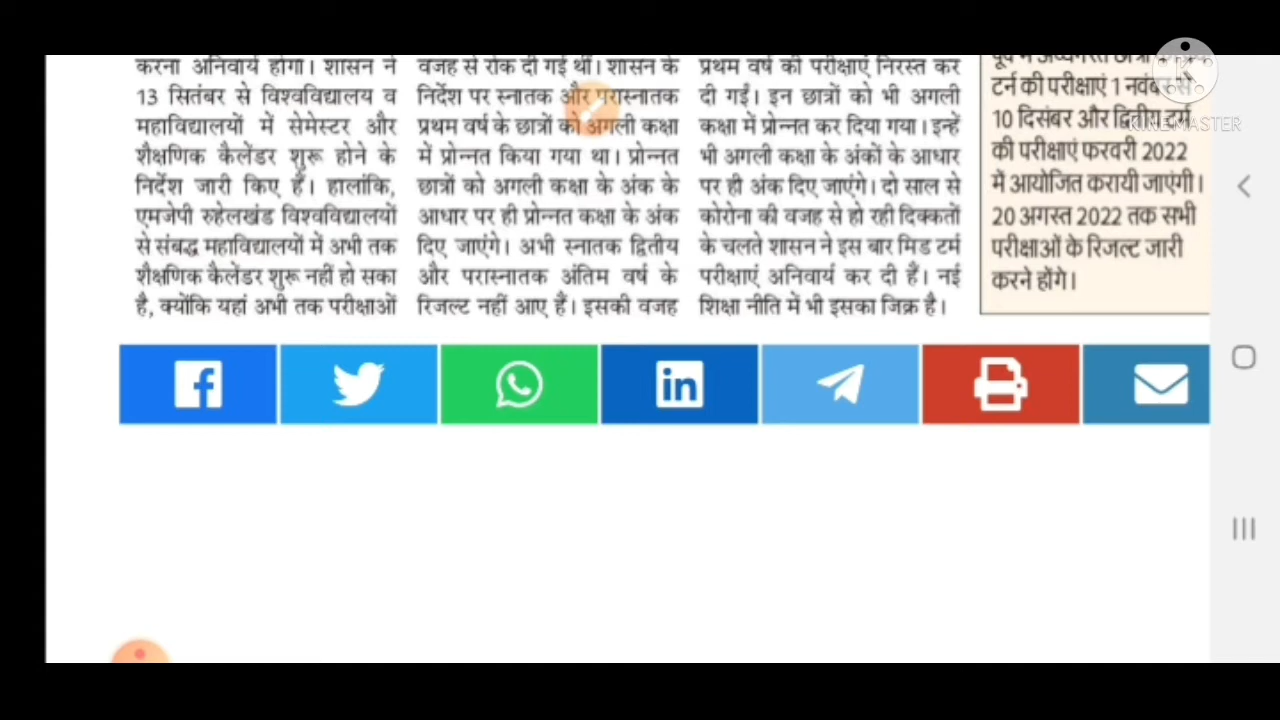 करना अनिवार्य होगा। शासन ने
13 सितंबर से विश्वविद्यालय व
महाविद्यालयों में सेमेस्टर और
शैक्षणिक कैलेंडर शुरू होने के
निर्देश जारी किए हैं। हालांकि,
एमजेपी रुहेलखंड विश्वविद्यालयों
से संबद्ध महाविद्यालयों में अभी तक
शैक्षणिक कैलेंडर शुरू नहीं हो सका
है, क्योंकि यहां अभी तक परीक्षाओं
वजह से रोक दी गई थीं। शासन के
निर्देश पर स्नातक और परास्नातक
प्रथम वर्ष के छात्रों को अगली कक्षा
में प्रोन्नत किया गया था। प्रोन्नत
छात्रों को अगली कक्षा के अंक के
आधार पर ही प्रोन्नत कक्षा के अंक
दिए जाएंगे। अभी स्नातक द्वितीय
और परास्नातक अंतिम वर्ष के
रिजल्ट नहीं आए हैं। इसकी वजह
प्रथम वर्ष की परीक्षाएं निरस्त कर
दी गईं। इन छात्रों को भी अगली
कक्षा में प्रोन्नत कर दिया गया। इन्हें
भी अगली कक्षा के अंकों के आधार
पर ही अंक दिए जाएंगे। दो साल से
कोरोना की वजह से हो रही दिक्कतों
के चलते शासन ने इस बार मिड टर्म
परीक्षाएं अनिवार्य कर दी हैं। नई
शिक्षा नीति में भी इसका जिक्र है।
टर्न की परीक्षाएं 1 नवंबर से
10 दिसंबर और द्वितीय टर्म
की परीक्षाएं फरवरी 2022
में आयोजित करायी जाएंगी।
20 अगस्त 2022 तक सभी
परीक्षाओं के रिजल्ट जारी
करने होंगे।
K
KINEMASTER
f
in